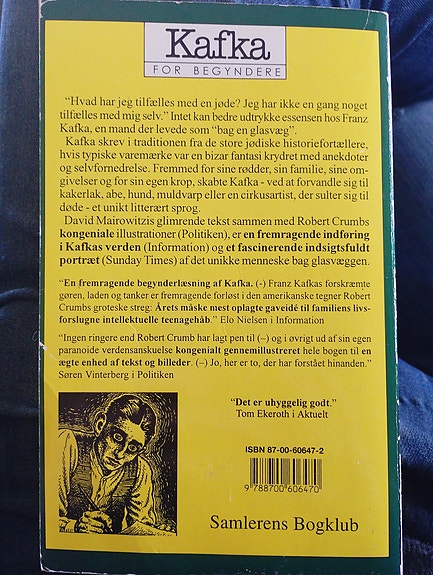 Kafka
FOR BEGYNDERE
"Hvad har jeg tilfælles med en jøde? Jeg har ikke en gang noget
tilfælles med mig selv." Intet kan bedre udtrykke essensen hos Franz
Kafka, en mand der levede som "bag en glasvæg".
Kafka skrev i traditionen fra de store jødiske historiefortællere,
hvis typiske varemærke var en bizar fantasi krydret med anekdoter
og selvfornedrelse. Fremmed for sine rødder, sin familie, sine om-
givelser og for sin egen krop, skabte Kafka - ved at forvandle sig til
kakerlak, abe, hund, muldvarp eller en cirkusartist, der sulter sig til
døde - et unikt litterært sprog.
David Mairowitzis glimrende tekst sammen med Robert Crumbs
kongeniale illustrationer (Politiken), er en fremragende indføring
i Kafkas verden (Information) og et fascinerende indsigtsfuldt
portræt (Sunday Times) af det unikke menneske bag glasvæggen.
"En fremragende begynderlæsning af Kafka. (-) Franz Kafkas forskræmte
gøren, laden og tanker er fremragende forløst i den amerikanske tegner Robert
Crumbs groteske streg: Årets måske mest oplagte gaveidé til familiens livs-
forslugne intellektuelle teenagehåb." Elo Nielsen i Information
"Ingen ringere end Robert Crumb har lagt pen til (–) og i øvrigt ud af sin egen
paranoide verdensanskuelse kongenialt gennemillustreret hele bogen til en
ægte enhed af tekst og billeder. (–) Jo, her er to, der har forstået hinanden."
Søren Vinterberg i Politiken
"Det er uhyggelig godt."
Tom Ekeroth i Aktuelt
ISBN 87-00-60647-2
9 788700 606470
Samlerens Bogklub